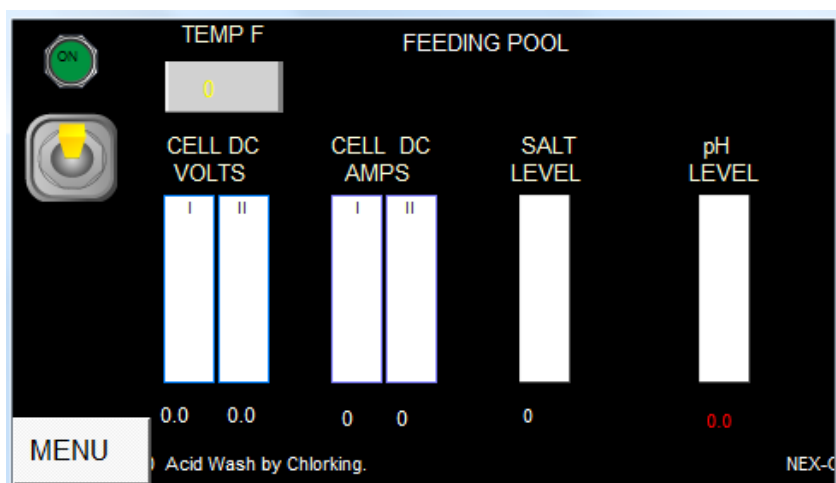 ON
TEMP F
FEEDING POOL
0
CELL DC
VOLTS
CELL DC
AMPS
SALT
LEVEL
pH
LEVEL
I II
I II
0.0 0.0
0 0
0
0.0
MENU
Acid Wash by Chlorking.